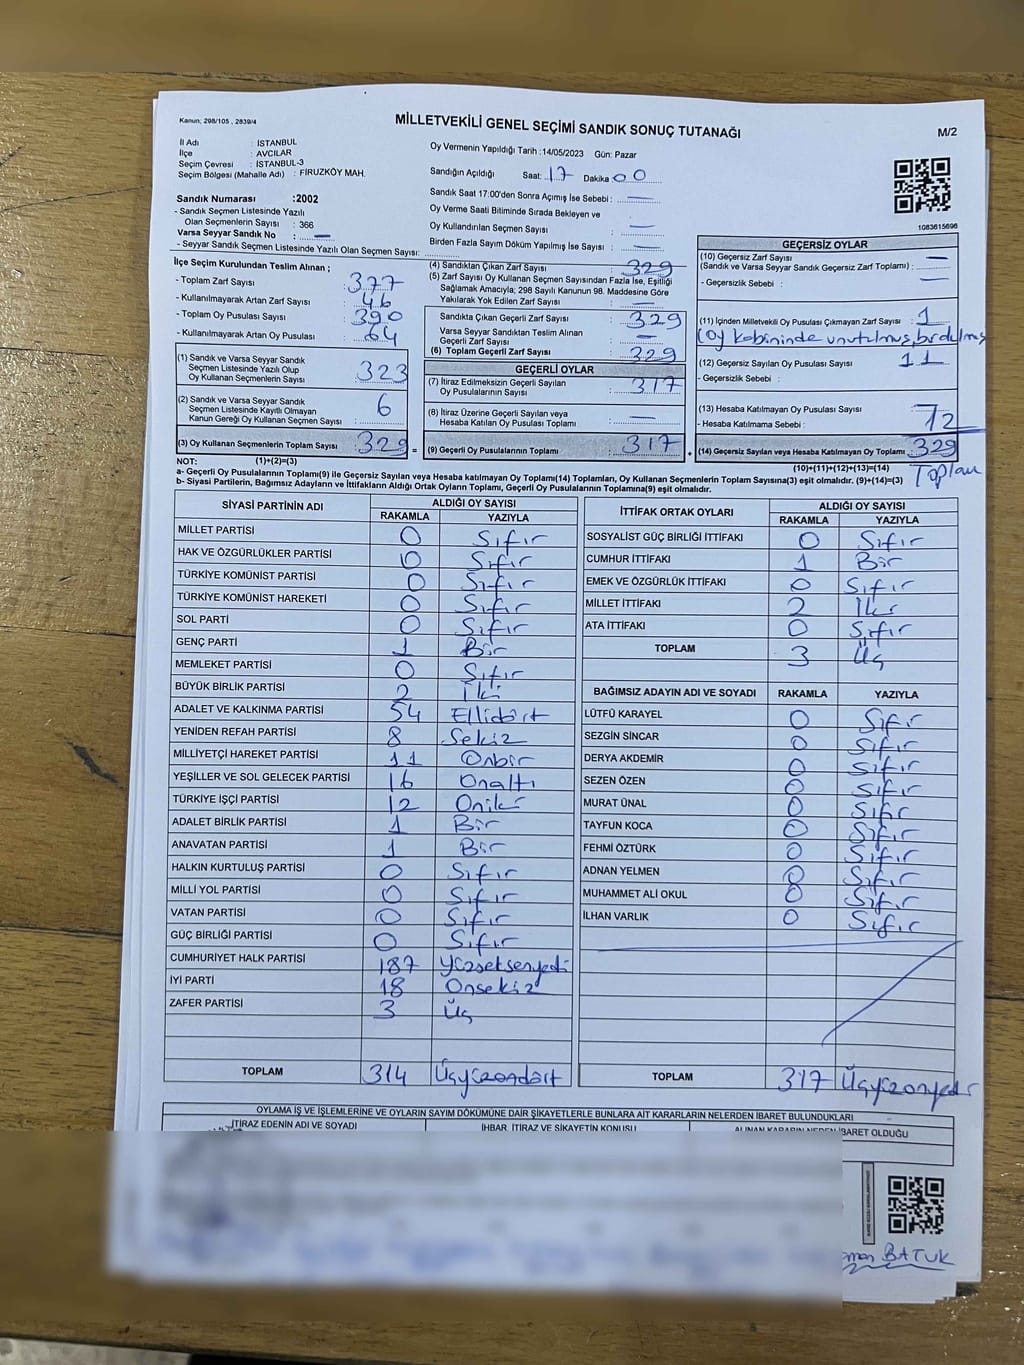 Kanun; 298/105 , 2839/4
MİLLETVEKİLİ GENEL SEÇİMİ SANDIK SONUÇ TUTANAĞI
M/2
İl Adı : İSTANBUL
İlçe : AVCILAR
Seçim Çevresi : İSTANBUL-3
Seçim Bölgesi (Mahalle Adı) : FİRUZKÖY MAH.
Sandık Numarası :2002
- Sandık Seçmen Listesinde Yazılı
Olan Seçmenlerin Sayısı : 366
Varsa Seyyar Sandık No : —
- Seyyar Sandık Seçmen Listesinde Yazılı Olan Seçmen Sayısı:
Oy Vermenin Yapıldığı Tarih :14/05/2023 Gün: Pazar
Sandığın Açıldığı Saat: 17 Dakika 00
Sandık Saat 17:00'den Sonra Açımış İse Sebebi : —
Oy Verme Saati Bitiminde Sırada Bekleyen ve
Oy Kullandırılan Seçmen Sayısı : —
Birden Fazla Sayım Döküm Yapılmış İse Sayısı : —
1083615696
İlçe Seçim Kurulundan Teslim Alınan ;
- Toplam Zarf Sayısı : 377
- Kullanılmayarak Artan Zarf Sayısı : 46
- Toplam Oy Pusulası Sayısı : 390
- Kullanılmayarak Artan Oy Pusulası : 64
(1) Sandık ve Varsa Seyyar Sandık
Seçmen Listesinde Yazılı Olup
Oy Kullanan Seçmenlerin Sayısı : 323
(2) Sandık ve Varsa Seyyar Sandık
Seçmen Listesinde Kayıtlı Olmayan
Kanun Gereği Oy Kullanan Seçmen Sayısı : 6
(3) Oy Kullanan Seçmenlerin Toplam Sayısı : 329 =
(4) Sandıktan Çıkan Zarf Sayısı : 329
(5) Zarf Sayısı Oy Kullanan Seçmen Sayısından Fazla İse, Eşitliği
Sağlamak Amacıyla; 298 Sayılı Kanunun 98. Maddesine Göre
Yakılarak Yok Edilen Zarf Sayısı : —
Sandıkta Çıkan Geçerli Zarf Sayısı : 329
Varsa Seyyar Sandıktan Teslim Alınan
Geçerli Zarf Sayısı : —
(6) Toplam Geçerli Zarf Sayısı : 329
GEÇERLİ OYLAR
(7) İtiraz Edilmeksizin Geçerli Sayılan
Oy Pusulalarının Sayısı : 317
(8) İtiraz Üzerine Geçerli Sayılan veya
Hesaba Katılan Oy Pusulası Toplamı : —
(9) Geçerli Oy Pusulalarının Toplamı : 317 +
GEÇERSİZ OYLAR
(10) Geçersiz Zarf Sayısı : —
(Sandık ve Varsa Seyyar Sandık Geçersiz Zarf Toplamı) :
- Geçersizlik Sebebi : —
(11) İçinden Milletvekili Oy Pusulası Çıkmayan Zarf Sayısı : 1
(Oy kabininde unutulmuş,
(12) Geçersiz Sayılan Oy Pusulası Sayısı : 11
- Geçersizlik Sebebi :
(13) Hesaba Katılmayan Oy Pusulası Sayısı :
- Hesaba Katılmama Sebebi : 12
(14) Geçersiz Sayılan veya Hesaba Katılmayan Oy Toplamı : 329
NOT: (1)+(2)=(3)
(10)+(11)+(12)+(13)=(14) Toplam
a- Geçerli Oy Pusulalarının Toplamı(9) ile Geçersiz Sayılan veya Hesaba katılmayan Oy Toplamı(14) Toplamları, Oy Kullanan Seçmenlerin Toplam Sayısına(3) eşit olmalıdır. (9)+(14)=(3)
b- Siyasi Partilerin, Bağımsız Adayların ve İttifakların Aldığı Ortak Oyların Toplamı, Geçerli Oy Pusulalarının Toplamına(9) eşit olmalıdır.
SİYASİ PARTİNİN ADI ALDIĞI OY SAYISI
RAKAMLA YAZIYLA
MİLLET PARTİSİ 0 Sıfır
HAK VE ÖZGÜRLÜKLER PARTİSİ 0 Sıfır
TÜRKİYE KOMÜNİST PARTİSİ 0 Sıfır
TÜRKİYE KOMÜNİST HAREKETİ 0 Sıfır
SOL PARTİ 0 Sıfır
GENÇ PARTİ 1 Bir
MEMLEKET PARTİSİ 0 Sıfır
BÜYÜK BİRLİK PARTİSİ 2 İki
ADALET VE KALKINMA PARTİSİ 54 Ellidört
YENİDEN REFAH PARTİSİ 8 Sekiz
MİLLİYETÇİ HAREKET PARTİSİ 11 Onbir
YEŞİLLER VE SOL GELECEK PARTİSİ 16 Onaltı
TÜRKİYE İŞÇİ PARTİSİ 12 Oniki
ADALET BİRLİK PARTİSİ 1 Bir
ANAVATAN PARTİSİ 1 Bir
HALKIN KURTULUŞ PARTİSİ 0 Sıfır
MİLLİ YOL PARTİSİ 0 Sıfır
VATAN PARTİSİ 0 Sıfır
GÜÇ BİRLİĞİ PARTİSİ 0 Sıfır
CUMHURİYET HALK PARTİSİ 187 Yüzseksenyedi
İYİ PARTİ 18 Onsekiz
ZAFER PARTİSİ 3 Üç
TOPLAM 314 Üçyüzondört
İTTİFAK ORTAK OYLARI ALDIĞI OY SAYISI
RAKAMLA YAZIYLA
SOSYALİST GÜÇ BİRLİĞİ İTTİFAKI 0 Sıfır
CUMHUR İTTİFAKI 1 Bir
EMEK VE ÖZGÜRLÜK İTTİFAKI 0 Sıfır
MİLLET İTTİFAKI 2 İki
ATA İTTİFAKI 0 Sıfır
TOPLAM 3 Üç
BAĞIMSIZ ADAYIN ADI VE SOYADI RAKAMLA YAZIYLA
LÜTFÜ KARAYEL 0 Sıfır
SEZGİN SİNCAR 0 Sıfır
DERYA AKDEMİR 0 Sıfır
SEZEN ÖZEN 0 Sıfır
MURAT ÜNAL 0 Sıfır
TAYFUN KOCA 0 Sıfır
FEHMİ ÖZTÜRK 0 Sıfır
ADNAN YELMEN 0 Sıfır
MUHAMMET ALİ OKUL 0 Sıfır
İLHAN VARLIK 0 Sıfır
TOPLAM 317 Üçyüzonyedi
OYLAMA İŞ VE İŞLEMLERİNE VE OYLARIN SAYIM DÖKÜMÜNE DAİR ŞİKAYETLERLE BUNLARA AİT KARARLARIN NELERDEN İBARET BULUNDUKLARI
İTİRAZ EDENİN ADI VE SOYADI İHBAR, İTİRAZ VE ŞİKAYETİN KONUSU ALINAN KARARIN NEDEN İBARET OLDUĞU
BATUK